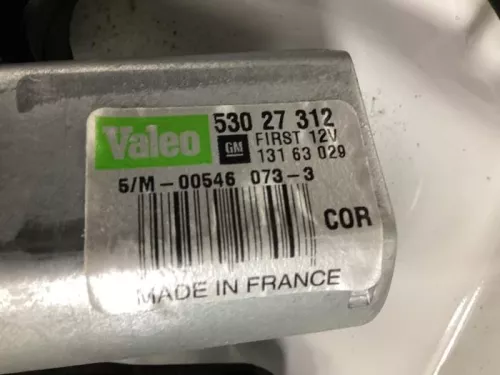 Valeo 530 27 312
GM FIRST 12V
131 63 029
5/M-00546 073-3
COR
MADE IN FRANCE